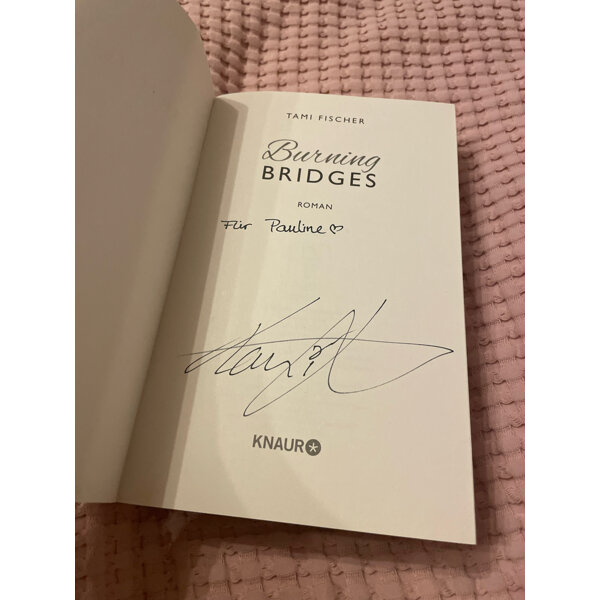 TAMI FISCHER
Burning
BRIDGES
ROMAN
Für Pauline ♡
KNAUR